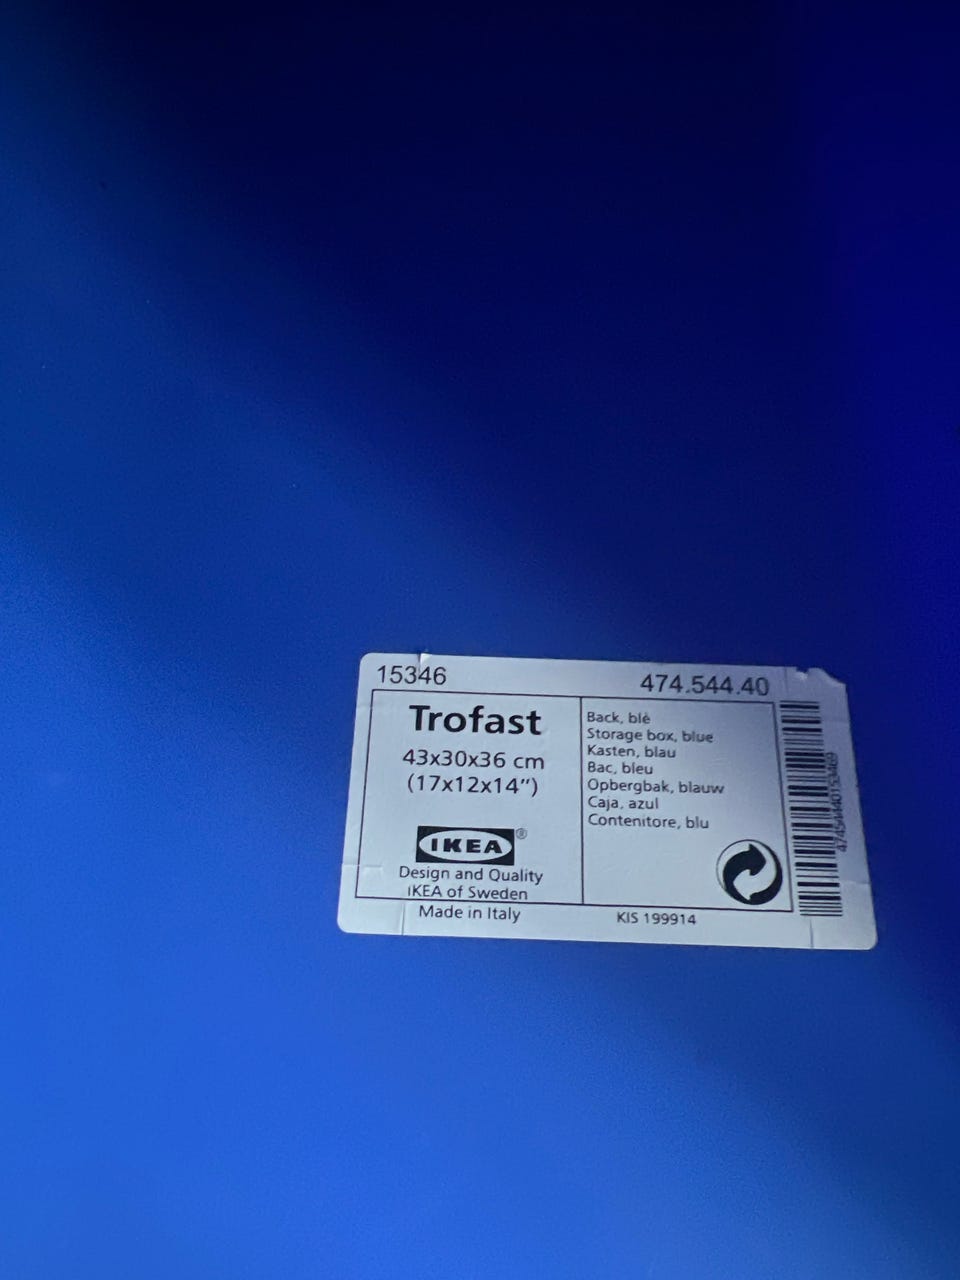 15346
474.544.40
Trofast
43x30x36 cm
(17x12x14")
IKEA®
Design and Quality
IKEA of Sweden
Made in Italy
Back, blå
Storage box, blue
Kasten, blau
Bac, bleu
Opbergbak, blauw
Caja, azul
Contenitore, blu
KIS 199914